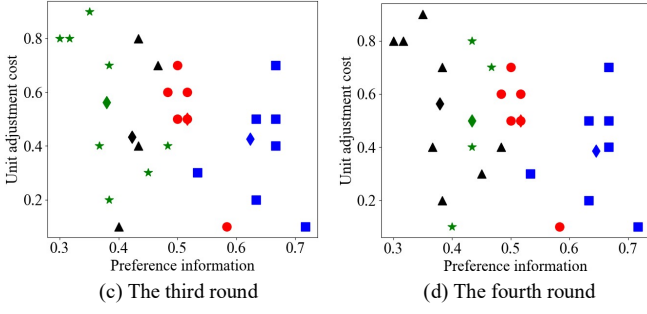 0.8
0.6
0.4
0.2
Unit adjustment cost
0.3 0.4 0.5 0.6 0.7
Preference information
(c) The third round
0.8
0.6
0.4
0.2
Unit adjustment cost
0.3 0.4 0.5 0.6 0.7
Preference information
(d) The fourth round